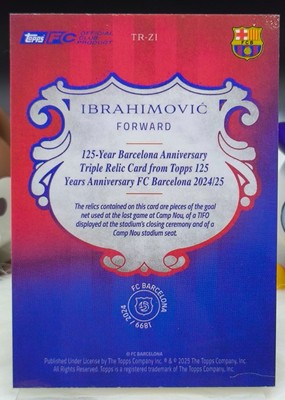 Topps FC OFFICIAL CLUB PRODUCT
TR-ZI
FCB
IBRAHIMOVIĆ
FORWARD
125-Year Barcelona Anniversary
Triple Relic Card from Topps 125
Years Anniversary FC Barcelona 2024/25
The relics contained on this card are pieces of the goal
net used at the last game at Camp Nou, of a TIFO
displayed at the stadium's closing ceremony and of a
Camp Nou stadium seat.
FC BARCELONA
1899 / 2024
© FC BARCELONA
Published Under License by The Topps Company, Inc. ® & © 2025 The Topps Company, Inc.
All Rights Reserved. Topps is a registered trademark of The Topps Company, Inc.